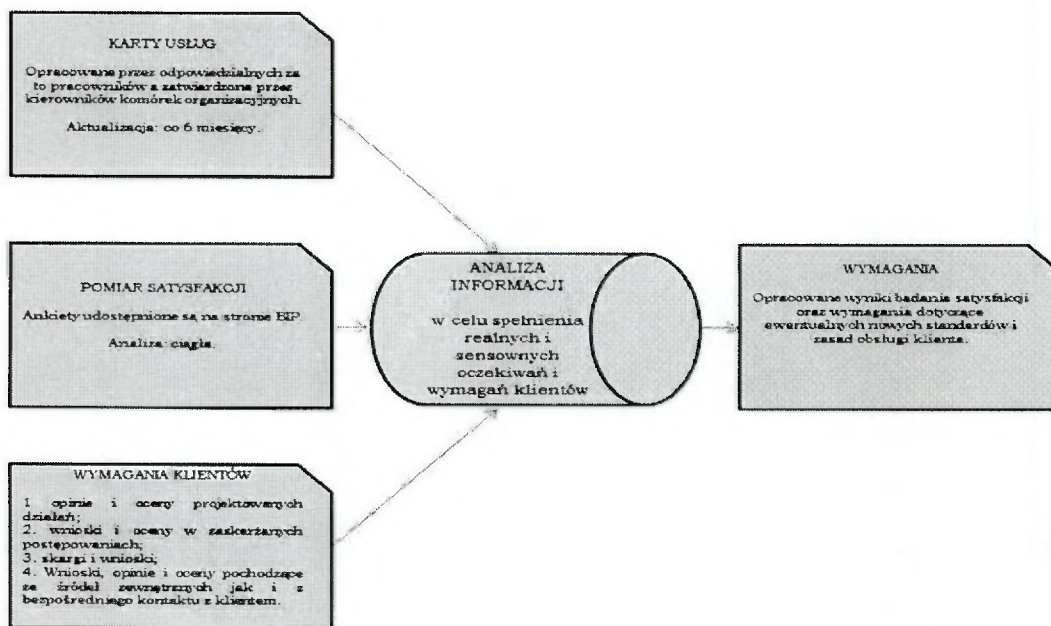 KARTY USŁUG
Opracowane przez odpowiedzialnych za
to pracowników a zatwierdzone przez
kierowników komórek organizacyjnych.
Aktualizacja: co 6 miesięcy.
POMIAR SATYSFAKCJI
Ankiety udostępnione są na stronie BIP.
Analiza: ciągła.
WYMAGANIA KLIENTÓW
1 opinie i oceny projektowanych
działań;
2. wnioski i oceny w zaskarżanych
postępowaniach;
3. skargi i wnioski;
4. Wnioski, opinie i oceny pochodzące
ze źródeł zewnętrznych jak i z
bezpośredniego kontaktu z klientem.
ANALIZA
INFORMACJI
w celu spełnienia
realnych i
sensownych
oczekiwań i
wymagań klientów
WYMAGANIA
Opracowane wyniki badania satysfakcji
oraz wymagania dotyczące
ewentualnych nowych standardów i
zasad obsługi klienta.